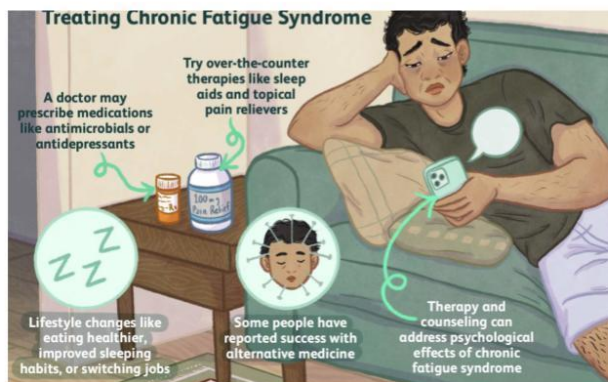 Treating Chronic Fatigue Syndrome
A doctor may
prescribe medications
like antimicrobials or
antidepressants
Try over-the-counter
therapies like sleep
aids and topical
pain relievers
100mg
Pain Relief
Z
Z
Z
Z
Lifestyle changes like
eating healthier,
improved sleeping
habits, or switching jobs
Some people have
reported success with
alternative medicine
Therapy and
counseling can
address psychological
effects of chronic
fatigue syndrome